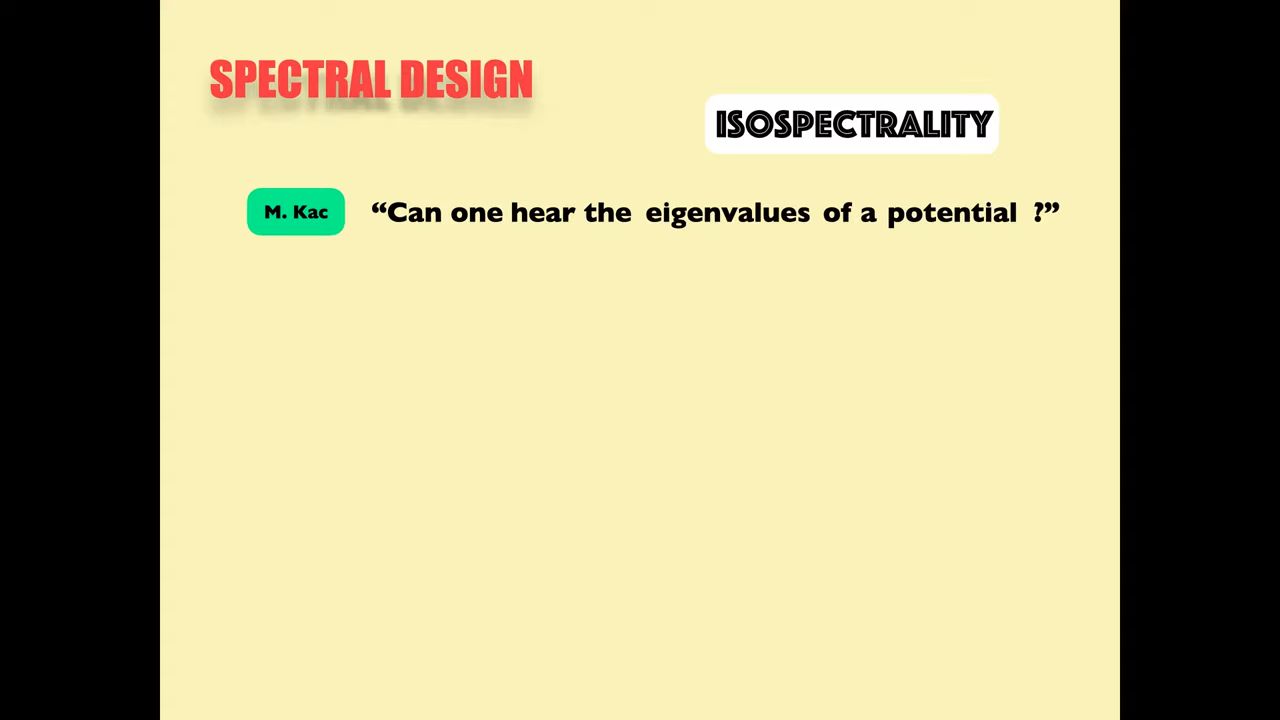 SPECTRAL DESIGN
ISOSPECTRALITY
M. Kac
“Can one hear the eigenvalues of a potential ?”